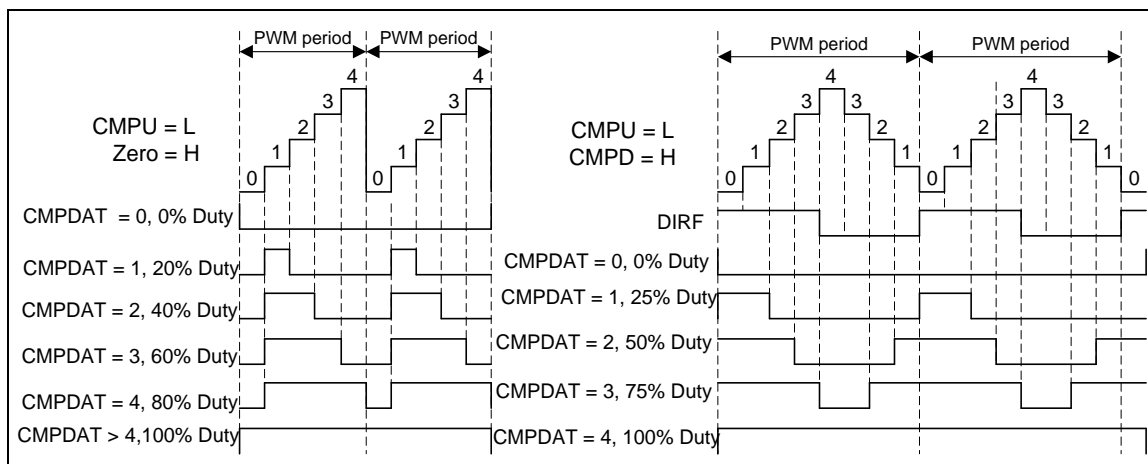 PWM period PWM period
4 4
3 3
2 2
1 1
0 0
CMPU = L
Zero = H
CMPDAT = 0, 0% Duty
CMPDAT = 1, 20% Duty
CMPDAT = 2, 40% Duty
CMPDAT = 3, 60% Duty
CMPDAT = 4, 80% Duty
CMPDAT > 4,100% Duty
PWM period PWM period
4 4
3 3 3 3
2 2 2 2
1 1 1 1
0 0 0
CMPU = L
CMPD = H
DIRF
CMPDAT = 0, 0% Duty
CMPDAT = 1, 25% Duty
CMPDAT = 2, 50% Duty
CMPDAT = 3, 75% Duty
CMPDAT = 4, 100% Duty